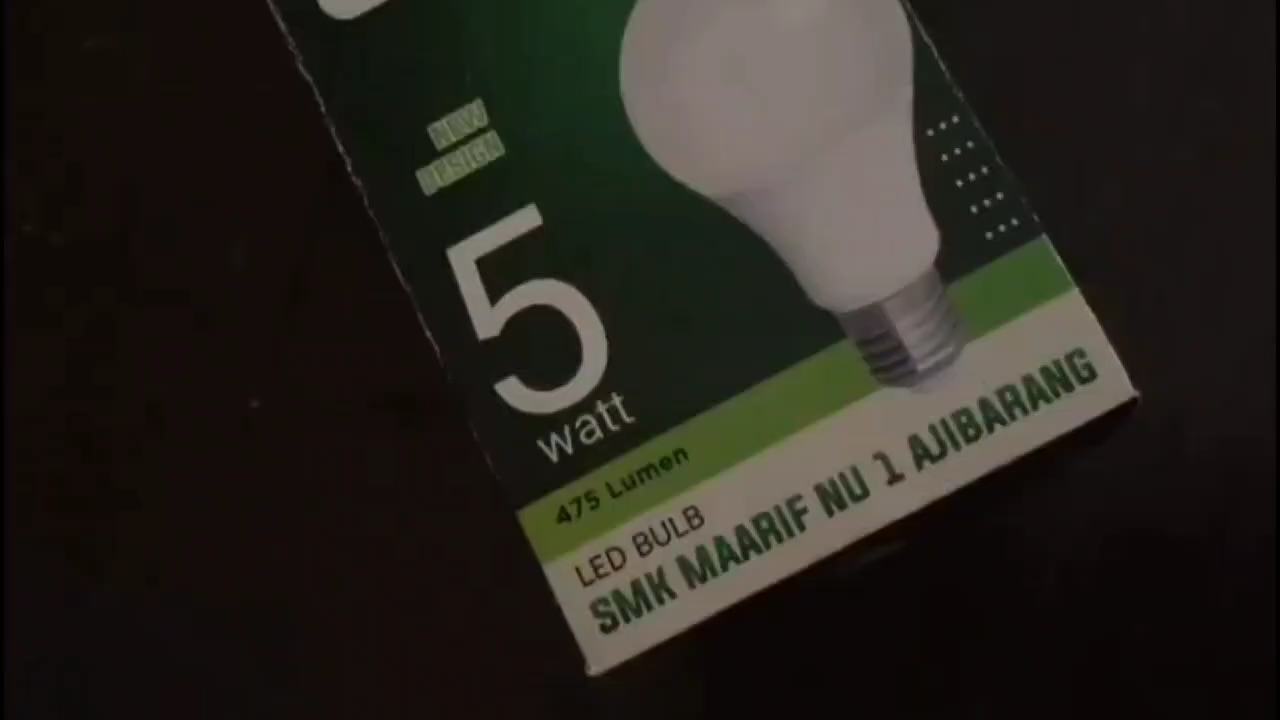 NEW
DESIGN
5
watt
475 Lumen
LED BULB
SMK MAARIF NU 1 AJIBARANG